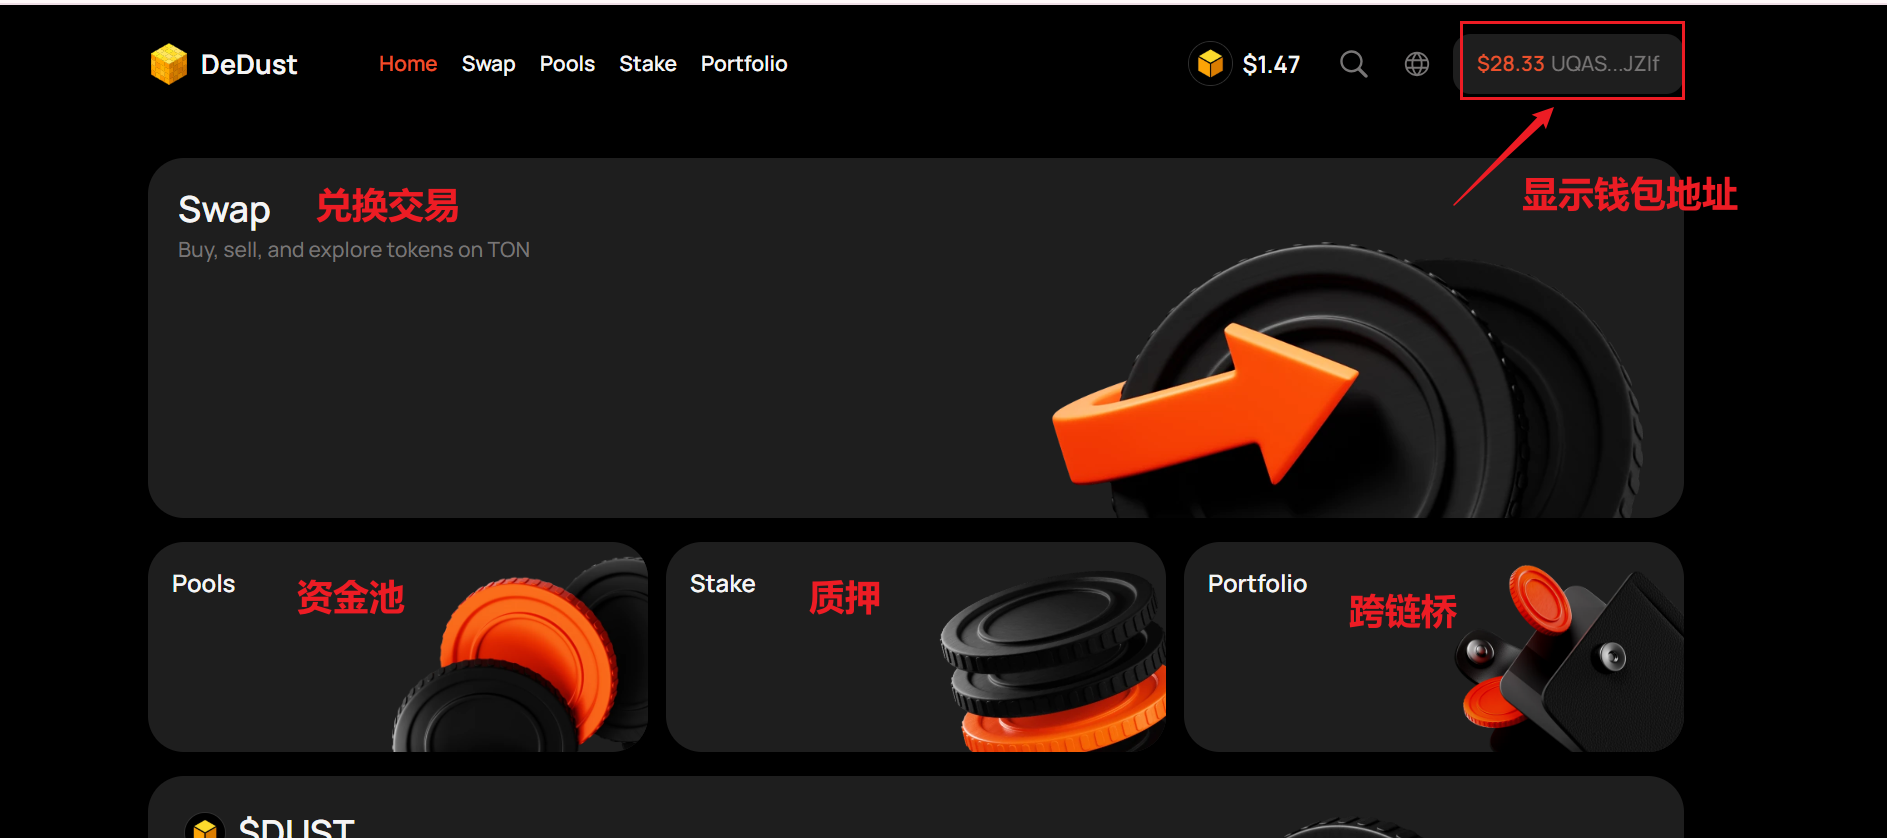 DeDust
Home Swap Pools Stake Portfolio
$1.47
$28.33 UQAS...JZIf
显示钱包地址
Swap 兑换交易
Buy, sell, and explore tokens on TON
Pools 资金池
Stake 质押
Portfolio 跨链桥
$DUST